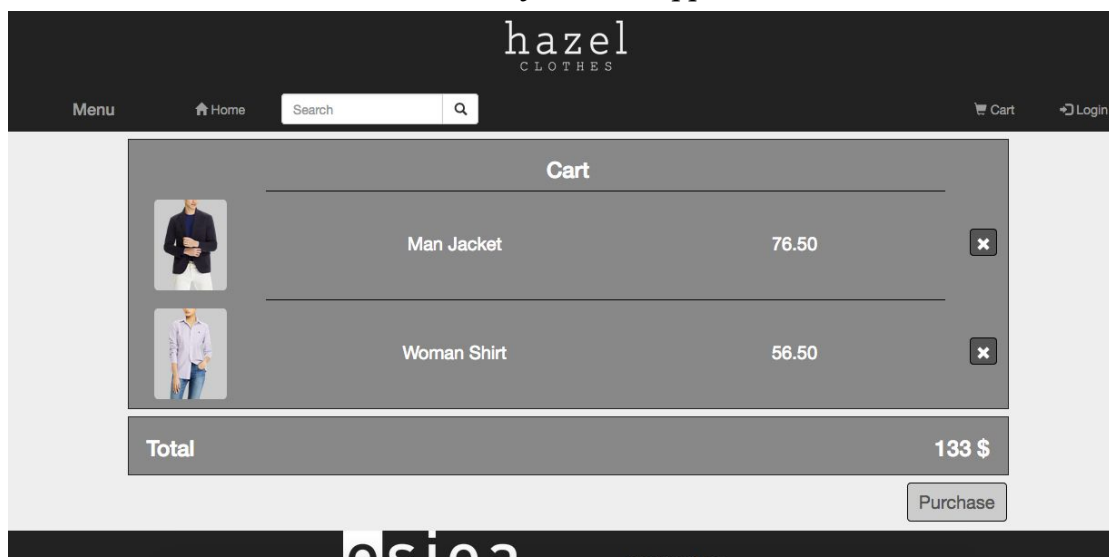 hazel
CLOTHES
Menu Home Search Cart Login
Cart
Man Jacket 76.50
Woman Shirt 56.50
Total 133 $
Purchase